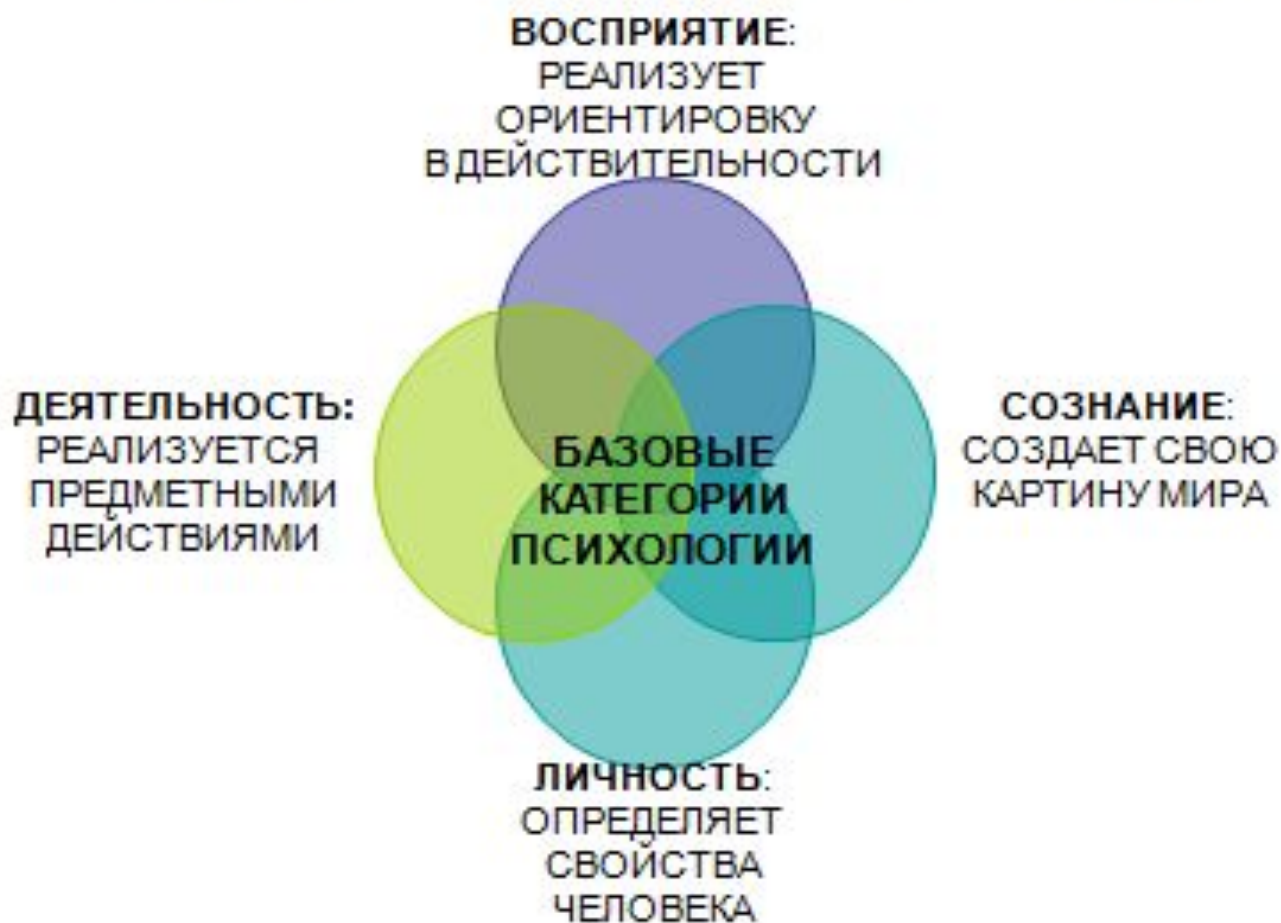 ВОСПРИЯТИЕ:
РЕАЛИЗУЕТ
ОРИЕНТИРОВКУ
В ДЕЙСТВИТЕЛЬНОСТИ
ДЕЯТЕЛЬНОСТЬ:
РЕАЛИЗУЕТСЯ
ПРЕДМЕТНЫМИ
ДЕЙСТВИЯМИ
БАЗОВЫЕ
КАТЕГОРИИ
ПСИХОЛОГИИ
СОЗНАНИЕ:
СОЗДАЕТ СВОЮ
КАРТИНУ МИРА
ЛИЧНОСТЬ:
ОПРЕДЕЛЯЕТ
СВОЙСТВА
ЧЕЛОВЕКА